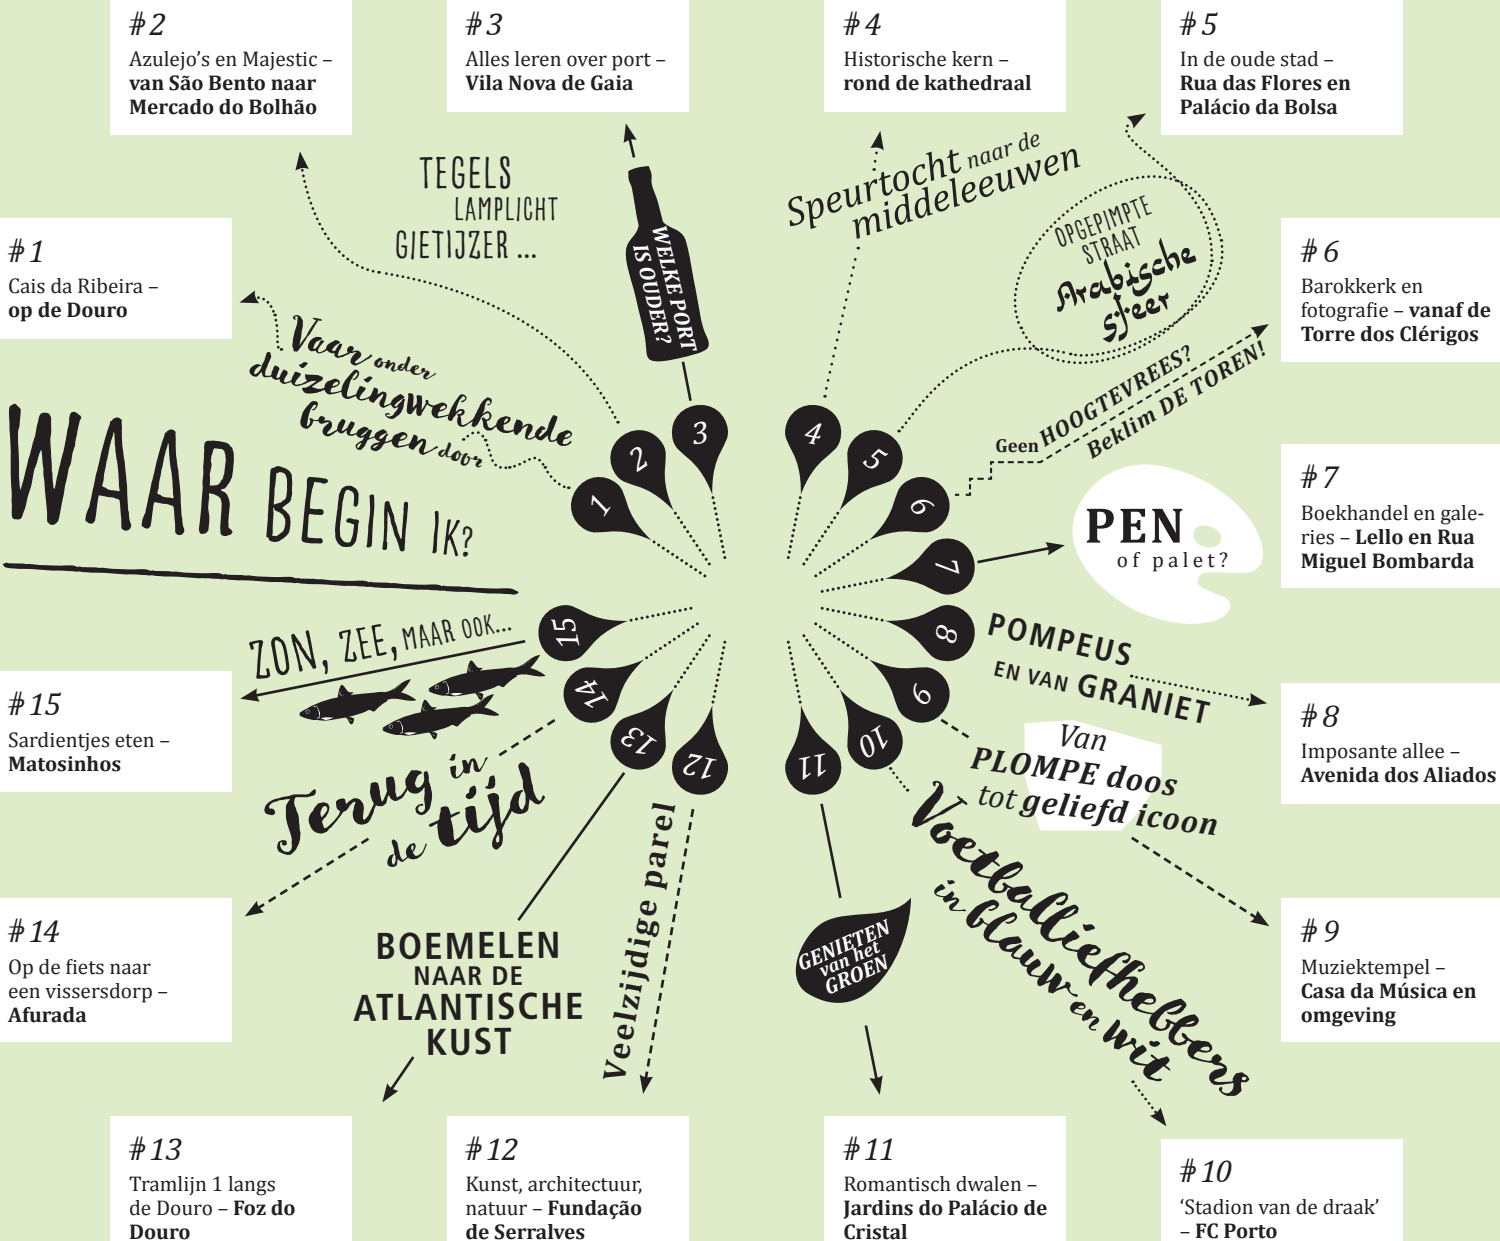 #2
Azulejo's en Majestic –
van São Bento naar
Mercado do Bolhão
#3
Alles leren over port –
Vila Nova de Gaia
#4
Historische kern –
rond de kathedraal
#5
In de oude stad –
Rua das Flores en
Palácio da Bolsa
#1
Cais da Ribeira –
op de Douro
TEGELS
LAMPLICHT
GIETIJZER ...
WELKE PORT
IS OUDER?
Speurtocht naar de
middeleeuwen
OPGEPIMPTE
STRAAT
Arabische
sfeer
#6
Barokkerk en
fotografie – vanaf de
Torre dos Clérigos
Vaar onder
duizelingwekkende
bruggen door
Geen HOOGTEVREES?
Beklim DE TOREN!
WAAR BEGIN IK?
1
2
3
4
5
6
7
8
9
10
11
12
13
14
15
PEN
of palet?
#7
Boekhandel en gale-
ries – Lello en Rua
Miguel Bombarda
ZON, ZEE, MAAR OOK...
POMPEUS
EN VAN GRANIET
#15
Sardientjes eten –
Matosinhos
#8
Imposante allee –
Avenida dos Aliados
Terug in
de tijd
Van
PLOMPE doos
tot geliefd icoon
Voetballiefhebbers
in blauw en wit
#14
Op de fiets naar
een vissersdorp –
Afurada
BOEMELEN
NAAR DE
ATLANTISCHE
KUST
Veelzijdige parel
GENIETEN
van het
GROEN
#9
Muziektempel –
Casa da Música en
omgeving
#13
Tramlijn 1 langs
de Douro – Foz do
Douro
#12
Kunst, architectuur,
natuur – Fundação
de Serralves
#11
Romantisch dwalen –
Jardins do Palácio de
Cristal
#10
‘Stadion van de draak’
– FC Porto